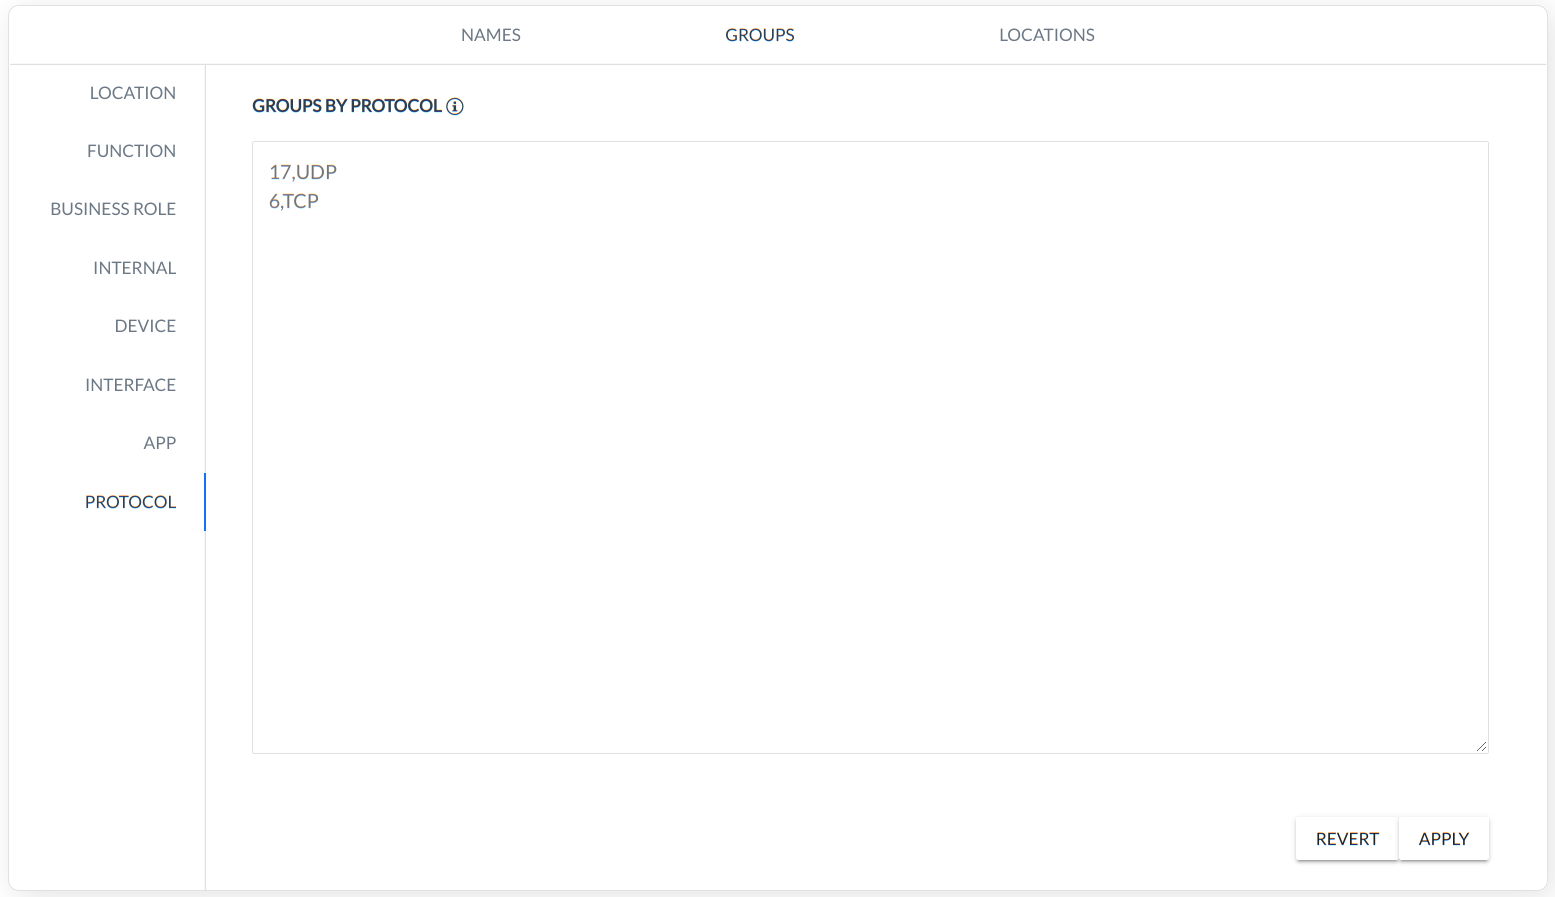 NAMES
GROUPS
LOCATIONS
LOCATION
FUNCTION
BUSINESS ROLE
INTERNAL
DEVICE
INTERFACE
APP
PROTOCOL
GROUPS BY PROTOCOL
17,UDP
6,TCP
REVERT
APPLY